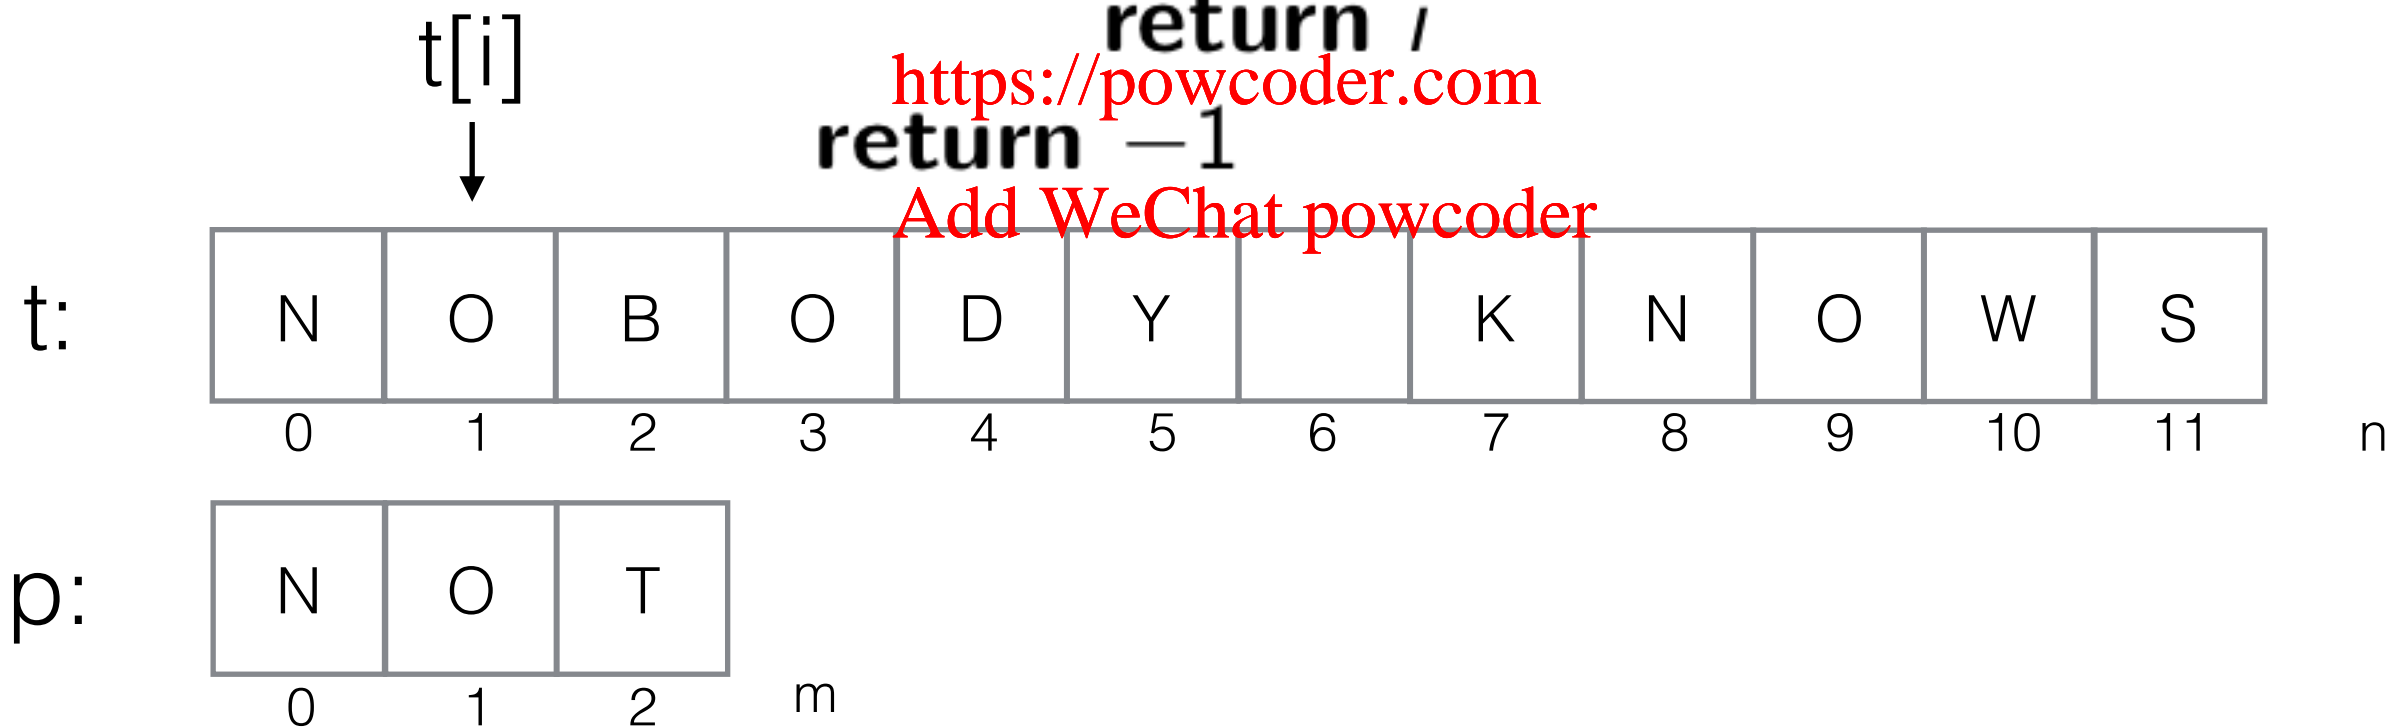 return i
t[i]
https://powcoder.com
return −1
Add WeChat powcoder
t: N O B O D Y K N O W S
0 1 2 3 4 5 6 7 8 9 10 11 n
p: N O T
0 1 2 m